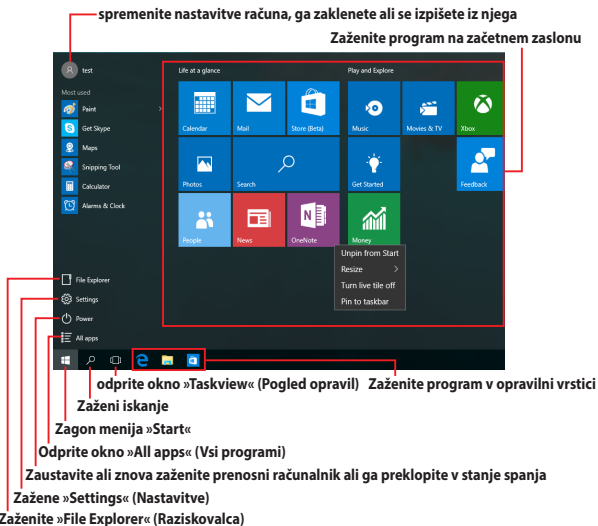 spremenite nastavitve računa, ga zaklenete ali se izpišete iz njega
Zaženite program na začetnem zaslonu
test
Life at a glance
Play and Explore
Most used
Paint
Get Skype
Maps
Snipping Tool
Calculator
Alarms & Clock
Calendar
Mail
Store (Beta)
Music
Movies & TV
Xbox
Photos
Search
Get Started
Feedback
People
News
OneNote
Money
Unpin from Start
Resize
Turn live tile off
Pin to taskbar
File Explorer
Settings
Power
All apps
odprite okno »Taskview« (Pogled opravil)
Zaženite program v opravilni vrstici
Zaženi iskanje
Zagon menija »Start«
Odprite okno »All apps« (Vsi programi)
Zaustavite ali znova zaženite prenosni računalnik ali ga preklopite v stanje spanja
Zažene »Settings« (Nastavitve)
Zaženite »File Explorer« (Raziskovalca)